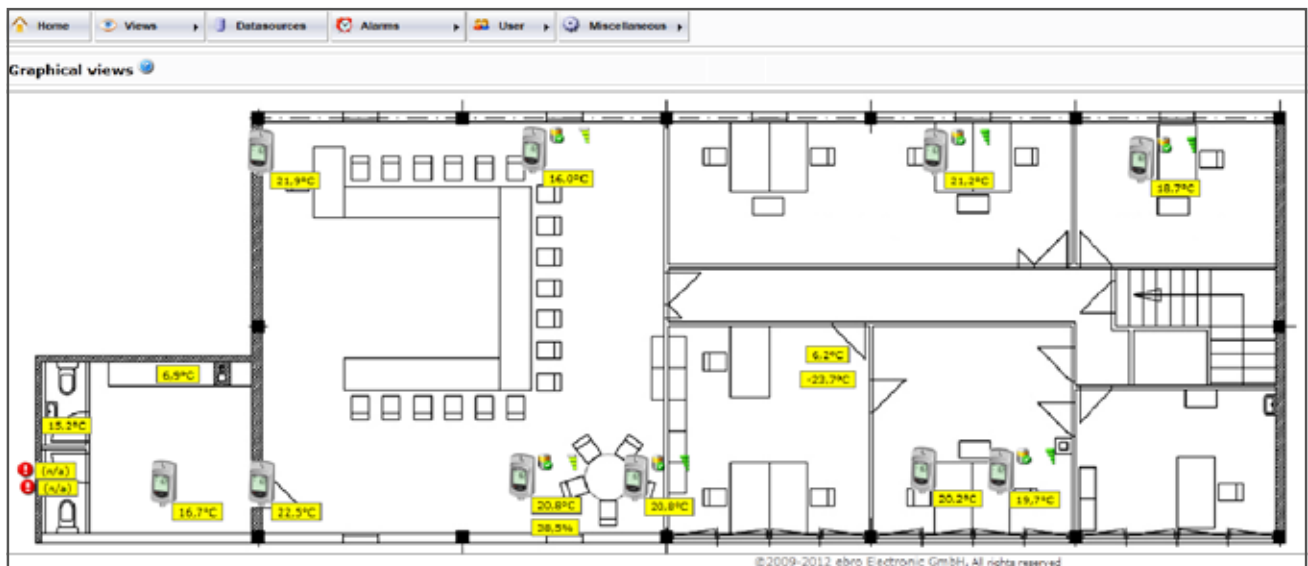 Home Views Datasources Alarms User Miscellaneous
Graphical views
21,9°C
16.0°C
21,2°C
18.7°C
6.2°C
-23.7°C
6.9°C
15.2°C
(n/a)
(n/a)
16.7°C
22.5°C
20.8°C
38,5%
20.8°C
20.2°C
19,7°C
©2009-2012 ebro Electronic GmbH. All rights reserved